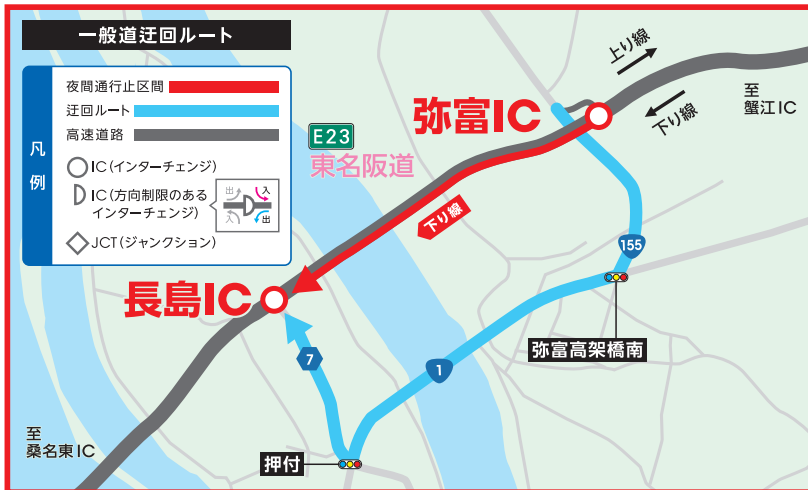 一般道迂回ルート
凡例
夜間通行止区間
迂回ルート
高速道路
IC(インターチェンジ)
IC(方向制限のある
インターチェンジ)
出
入
入
出
JCT(ジャンクション)
上り線
下り線
至
蟹江IC
弥富IC
E23
東名阪道
下り線
155
長島IC
弥富高架橋南
7
1
至
桑名東IC
押付